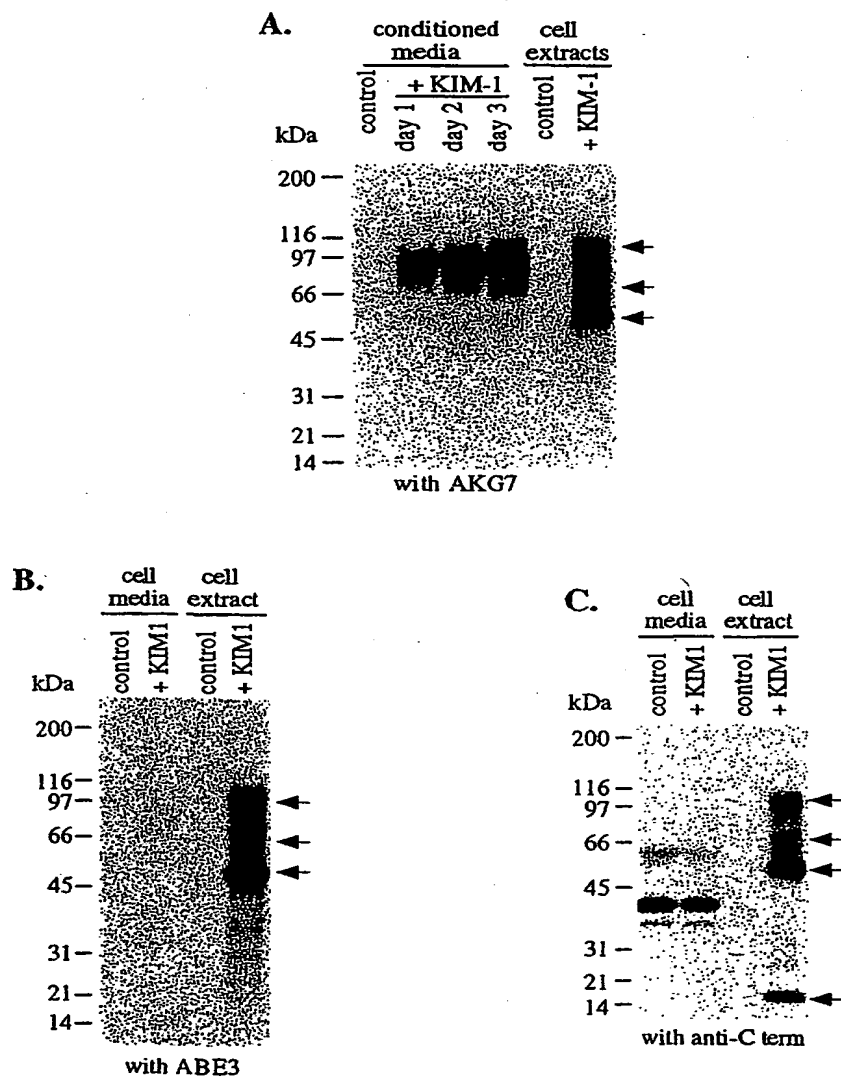 A.
conditioned media
cell extracts
control
+ KIM-1
day 1
day 2
day 3
control
+ KIM-1
kDa
200
116
97
66
45
31
21
14
with AKG7
B.
cell media
cell extract
control
+ KIM1
control
+ KIM1
kDa
200
116
97
66
45
31
21
14
with ABE3
C.
cell media
cell extract
control
+ KIM1
control
+ KIM1
kDa
200
116
97
66
45
31
21
14
with anti-C term